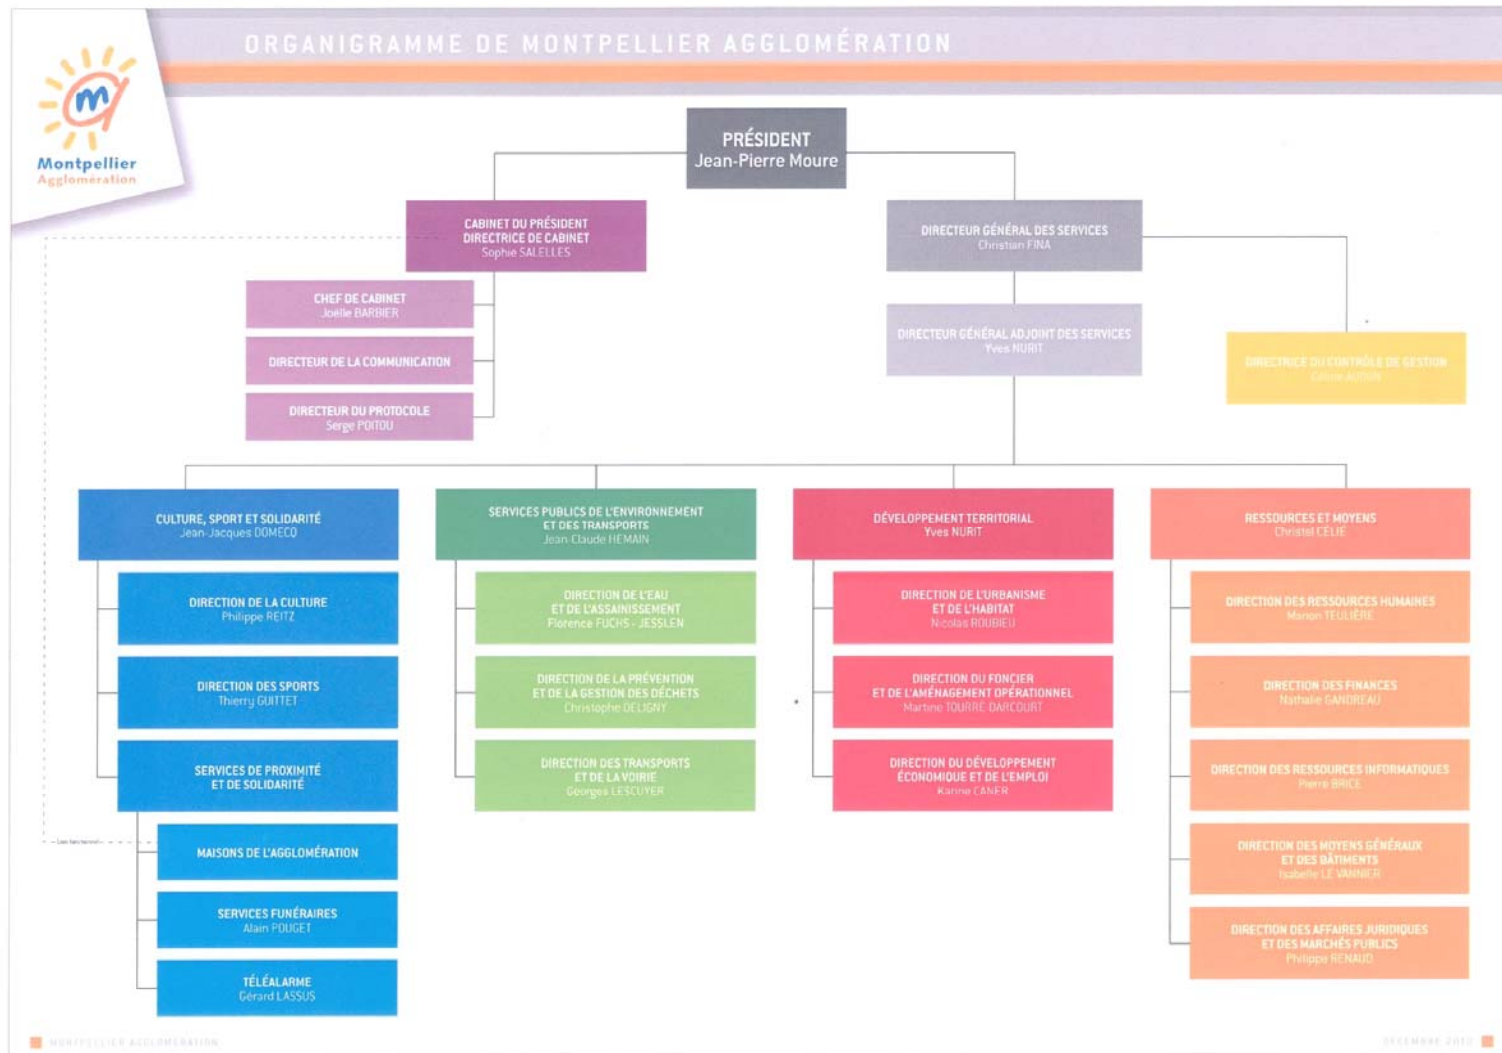 ORGANIGRAMME DE MONTPELLIER AGGLOMÉRATION
m
Montpellier
Agglomération
PRÉSIDENT
Jean-Pierre Moure
CABINET DU PRÉSIDENT
DIRECTRICE DE CABINET
Sophie SALELLES
DIRECTEUR GÉNÉRAL DES SERVICES
Christian FINA
CHEF DE CABINET
Joëlle BARBIER
DIRECTEUR DE LA COMMUNICATION
DIRECTEUR DU PROTOCOLE
Serge POITOU
DIRECTEUR GÉNÉRAL ADJOINT DES SERVICES
Yves NURIT
DIRECTRICE DU CONTRÔLE DE GESTION
CULTURE, SPORT ET SOLIDARITÉ
Jean-Jacques DOMECQ
DIRECTION DE LA CULTURE
Philippe REITZ
DIRECTION DES SPORTS
Thierry GUITTET
SERVICES DE PROXIMITÉ
ET DE SOLIDARITÉ
MAISONS DE L'AGGLOMÉRATION
SERVICES FUNÉRAIRES
Alain POUGET
TÉLÉALARME
Gérard LASSUS
SERVICES PUBLICS DE L'ENVIRONNEMENT
ET DES TRANSPORTS
Jean-Claude HEMAIN
DIRECTION DE L'EAU
ET DE L'ASSAINISSEMENT
Florence FUCHS - JESSLEN
DIRECTION DE LA PRÉVENTION
ET DE LA GESTION DES DÉCHETS
Christophe DELIGNY
DIRECTION DES TRANSPORTS
ET DE LA VOIRIE
Georges LESCUYER
DÉVELOPPEMENT TERRITORIAL
Yves NURIT
DIRECTION DE L'URBANISME
ET DE L'HABITAT
Nicolas ROUBIEU
DIRECTION DU FONCIER
ET DE L'AMÉNAGEMENT OPÉRATIONNEL
Martine TOURRÉ-DARCOURT
DIRECTION DU DÉVELOPPEMENT
ÉCONOMIQUE ET DE L'EMPLOI
Karine CANER
RESSOURCES ET MOYENS
Christel CÉLIÉ
DIRECTION DES RESSOURCES HUMAINES
Manon TEULIÈRE
DIRECTION DES FINANCES
Nathalie GANDREAU
DIRECTION DES RESSOURCES INFORMATIQUES
Pierre BRICE
DIRECTION DES MOYENS GÉNÉRAUX
ET DES BÂTIMENTS
Isabelle LE VANNIER
DIRECTION DES AFFAIRES JURIDIQUES
ET DES MARCHÉS PUBLICS
Philippe RENAUD
MONTPELLIER AGGLOMÉRATION
DÉCEMBRE